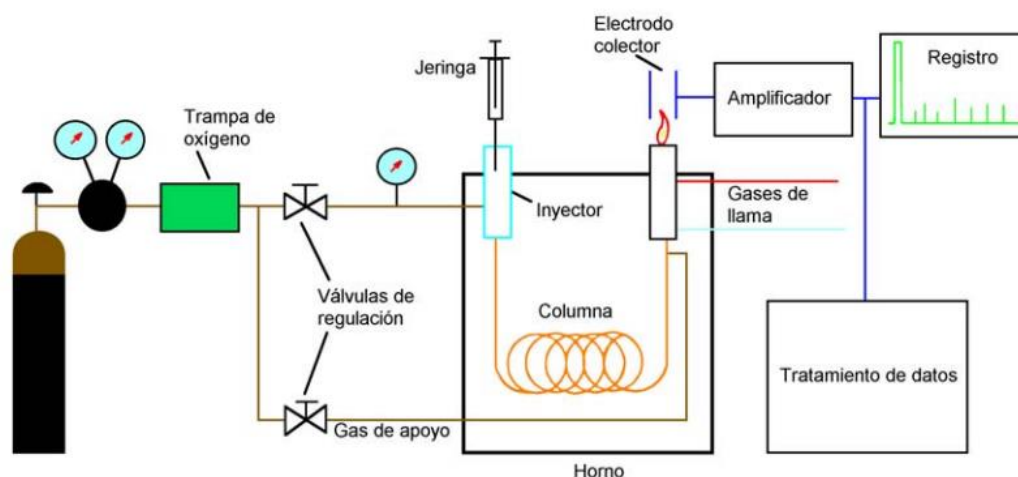 Electrodo
colector
Jeringa
Registro
Amplificador
Trampa de
oxígeno
Inyector
Gases de
llama
Válvulas de
regulación
Columna
Tratamiento de datos
Gas de apoyo
Horno